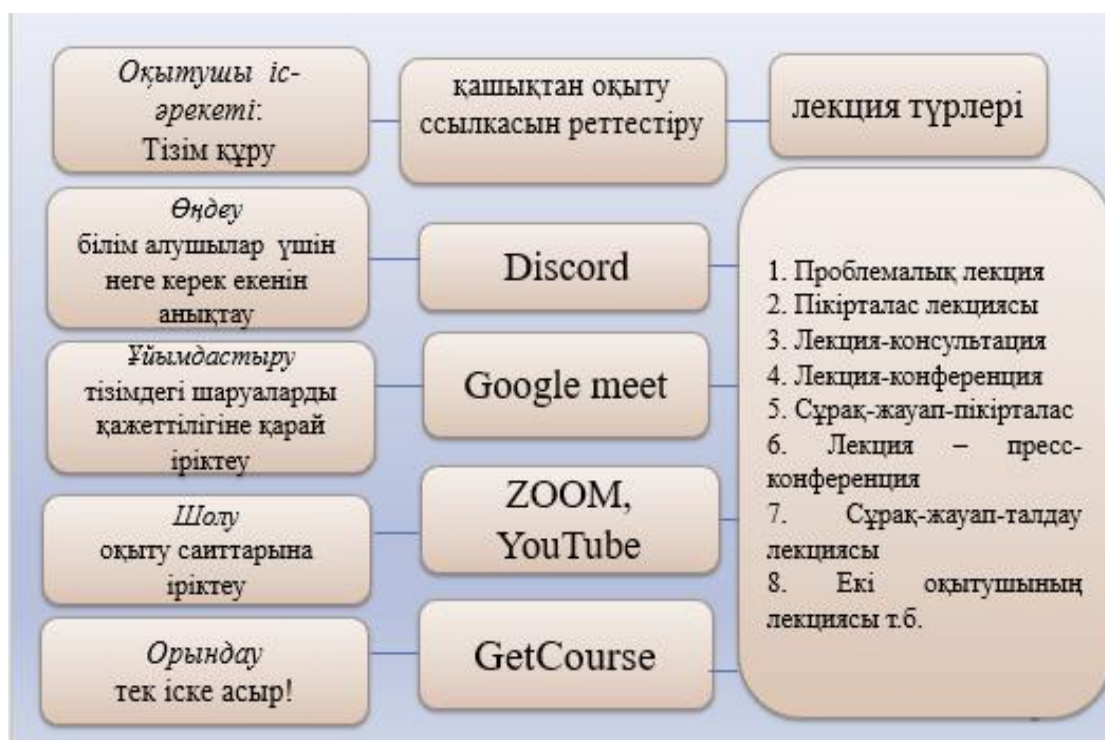 Оқытушы іс-
әрекеті:
Тізім құру
қашықтан оқыту
ссылкасын реттестіру
лекция түрлері
Өңдеу
білім алушылар үшін
неге керек екенін
анықтау
Discord
Ұйымдастыру
тізімдегі шаруаларды
қажеттілігіне қарай
іріктеу
Google meet
Шолу
оқыту саиттарына
іріктеу
ZOOM,
YouTube
Орындау
тек іске асыр!
GetCourse
1. Проблемалық лекция
2. Пікірталас лекциясы
3. Лекция-консультация
4. Лекция-конференция
5. Сұрақ-жауап-пікірталас
6. Лекция – пресс-
конференция
7. Сұрақ-жауап-талдау
лекциясы
8. Екі оқытушының
лекциясы т.б.